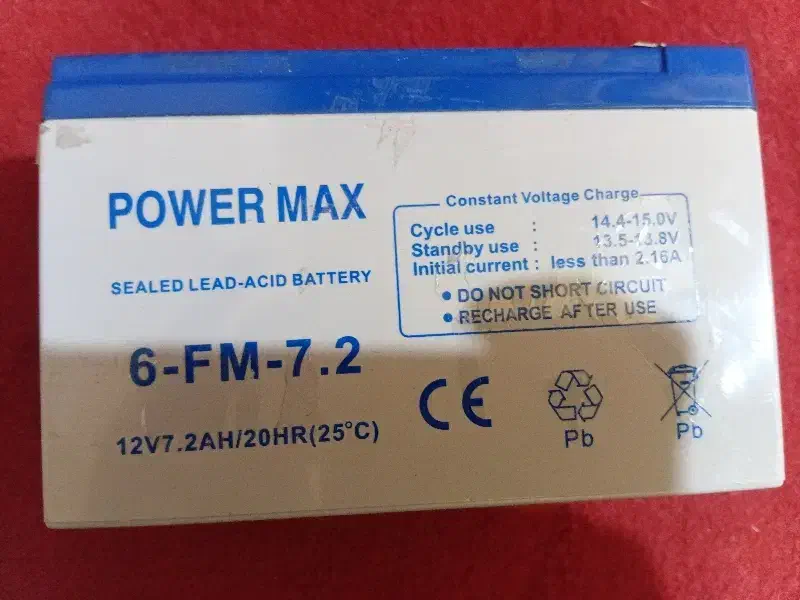 POWER MAX
SEALED LEAD-ACID BATTERY
6-FM-7.2
12V7.2AH/20HR(25°C)
Constant Voltage Charge
Cycle use : 14.4-15.0V
Standby use : 13.5-13.8V
Initial current : less than 2.16A
• DO NOT SHORT CIRCUIT
• RECHARGE AFTER USE
CE
Pb
Pb